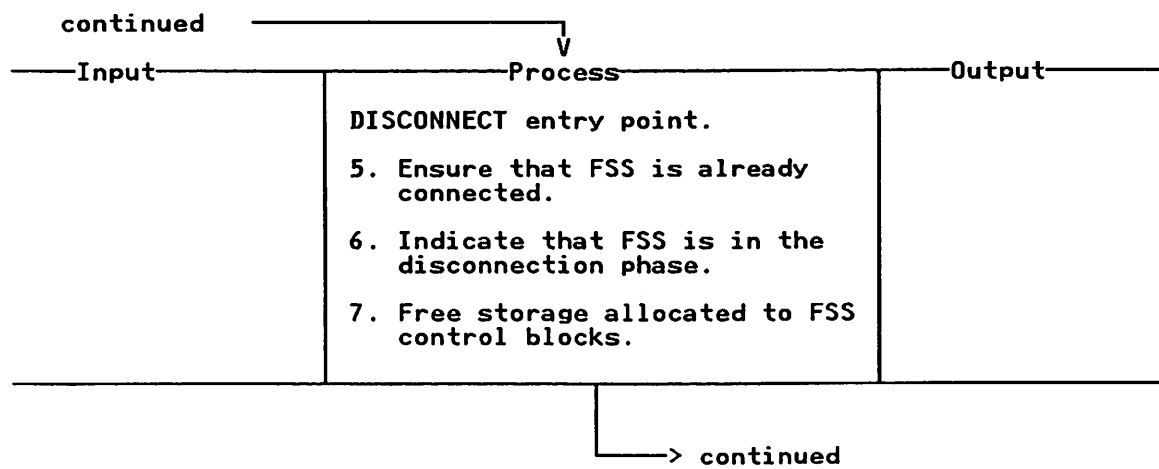 continued
Input Process Output
DISCONNECT entry point.
5. Ensure that FSS is already
connected.
6. Indicate that FSS is in the
disconnection phase.
7. Free storage allocated to FSS
control blocks.
continued